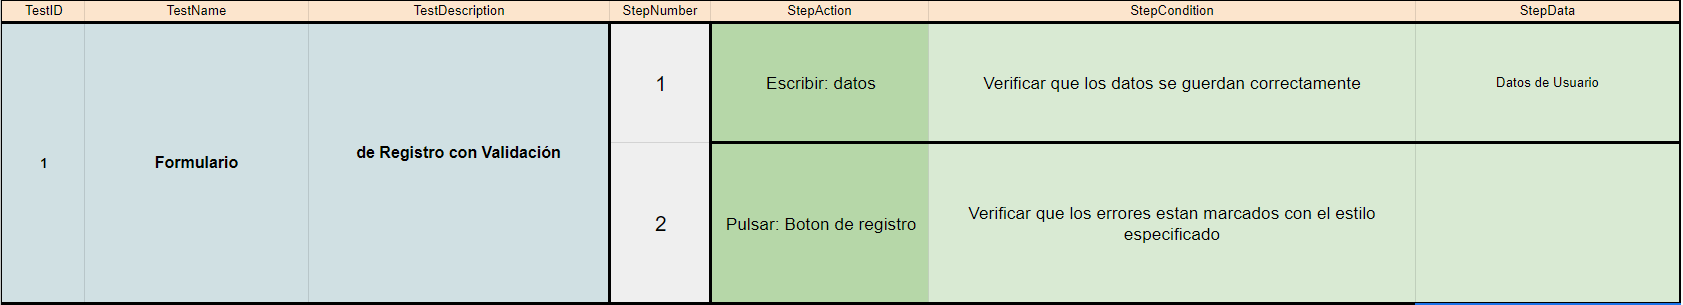 TestID TestName TestDescription StepNumber StepAction StepCondition StepData
1 Formulario de Registro con Validación
1 Escribir: datos Verificar que los datos se guerdan correctamente Datos de Usuario
2 Pulsar: Boton de registro Verificar que los errores estan marcados con el estilo
especificado